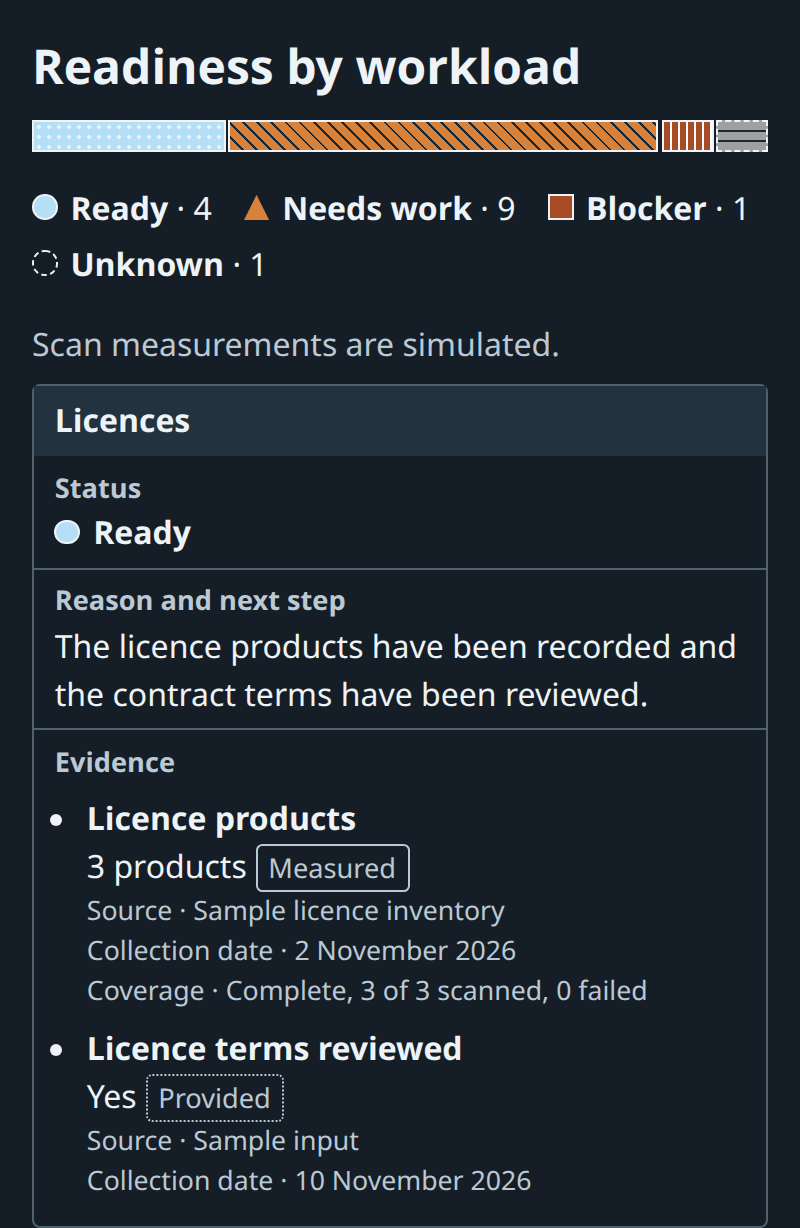 Readiness by workload
Ready · 4 Needs work · 9 Blocker · 1
Unknown · 1
Scan measurements are simulated.
Licences
Status
Ready
Reason and next step
The licence products have been recorded and
the contract terms have been reviewed.
Evidence
Licence products
3 products Measured
Source · Sample licence inventory
Collection date · 2 November 2026
Coverage · Complete, 3 of 3 scanned, 0 failed
Licence terms reviewed
Yes Provided
Source · Sample input
Collection date · 10 November 2026